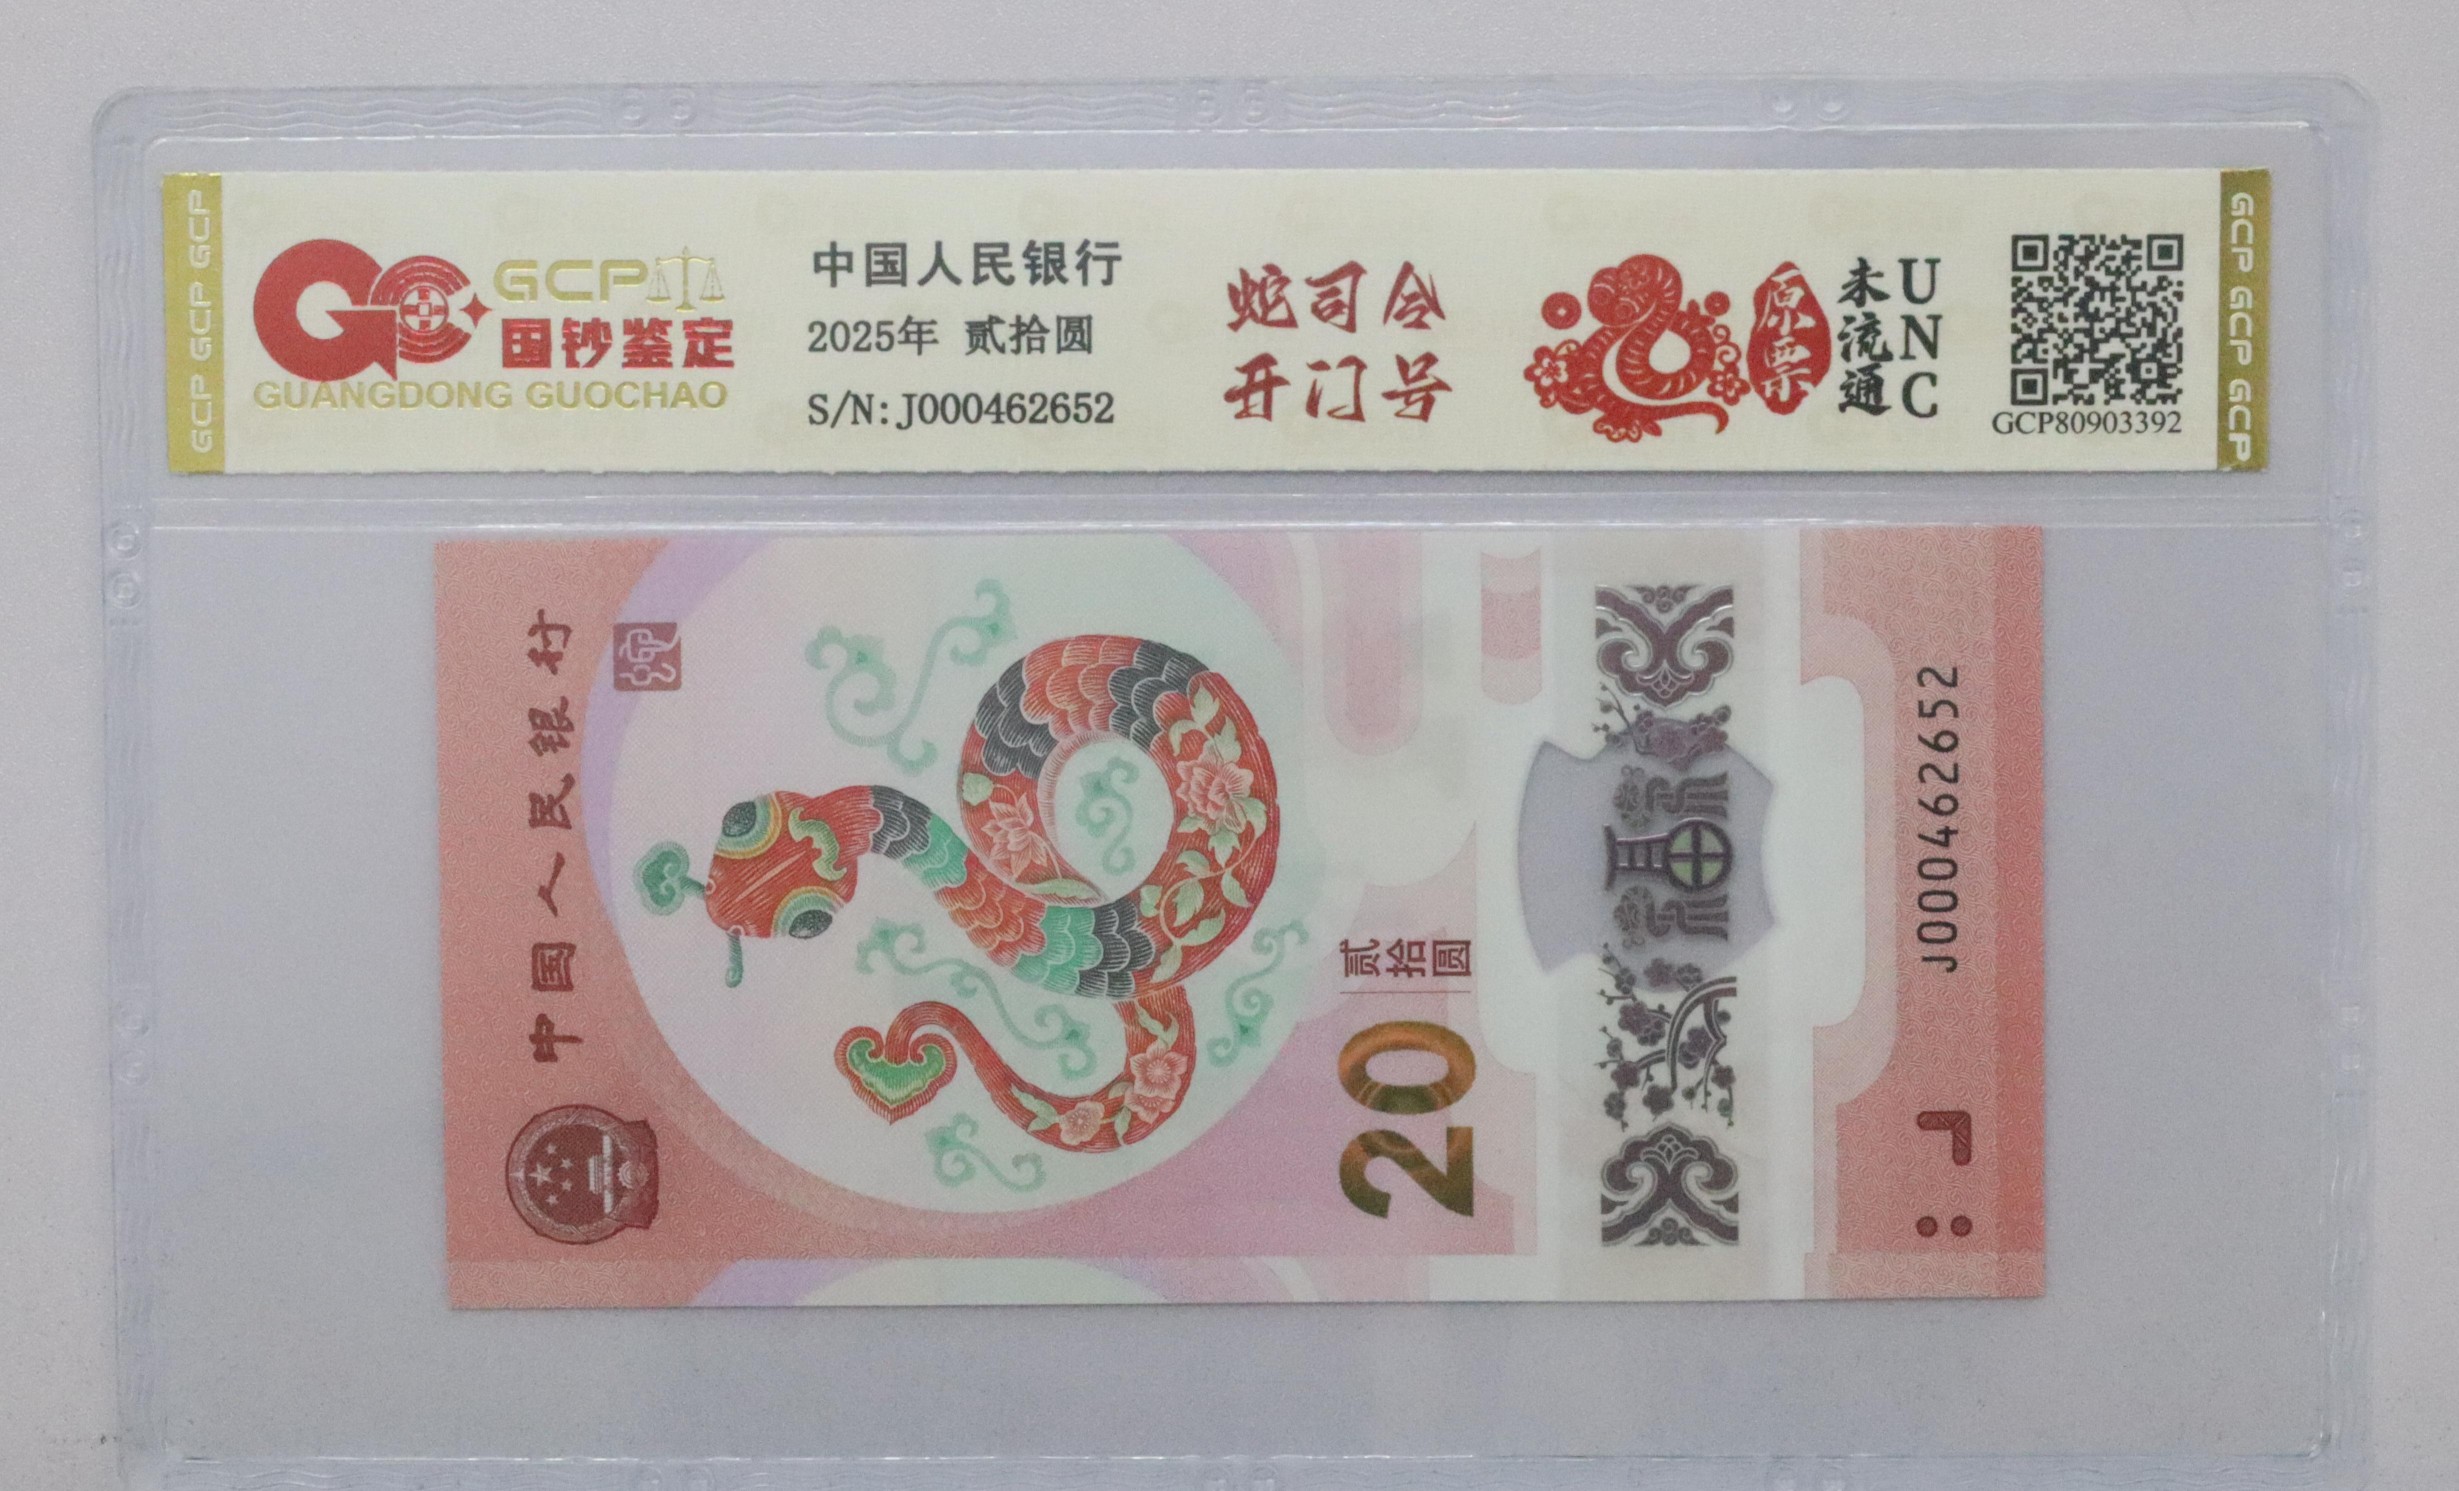 GCP GCP GCP
GCP
国钞鉴定
GUANGDONG GUOCHAO
中国人民银行
2025年 贰拾圆
S/N:J000462652
蛇司令
开门号
原票
未流通
UNC
GCP80903392
GCP GCP GCP
中国人民银行
蛇
贰拾圆
20
福
J000462652